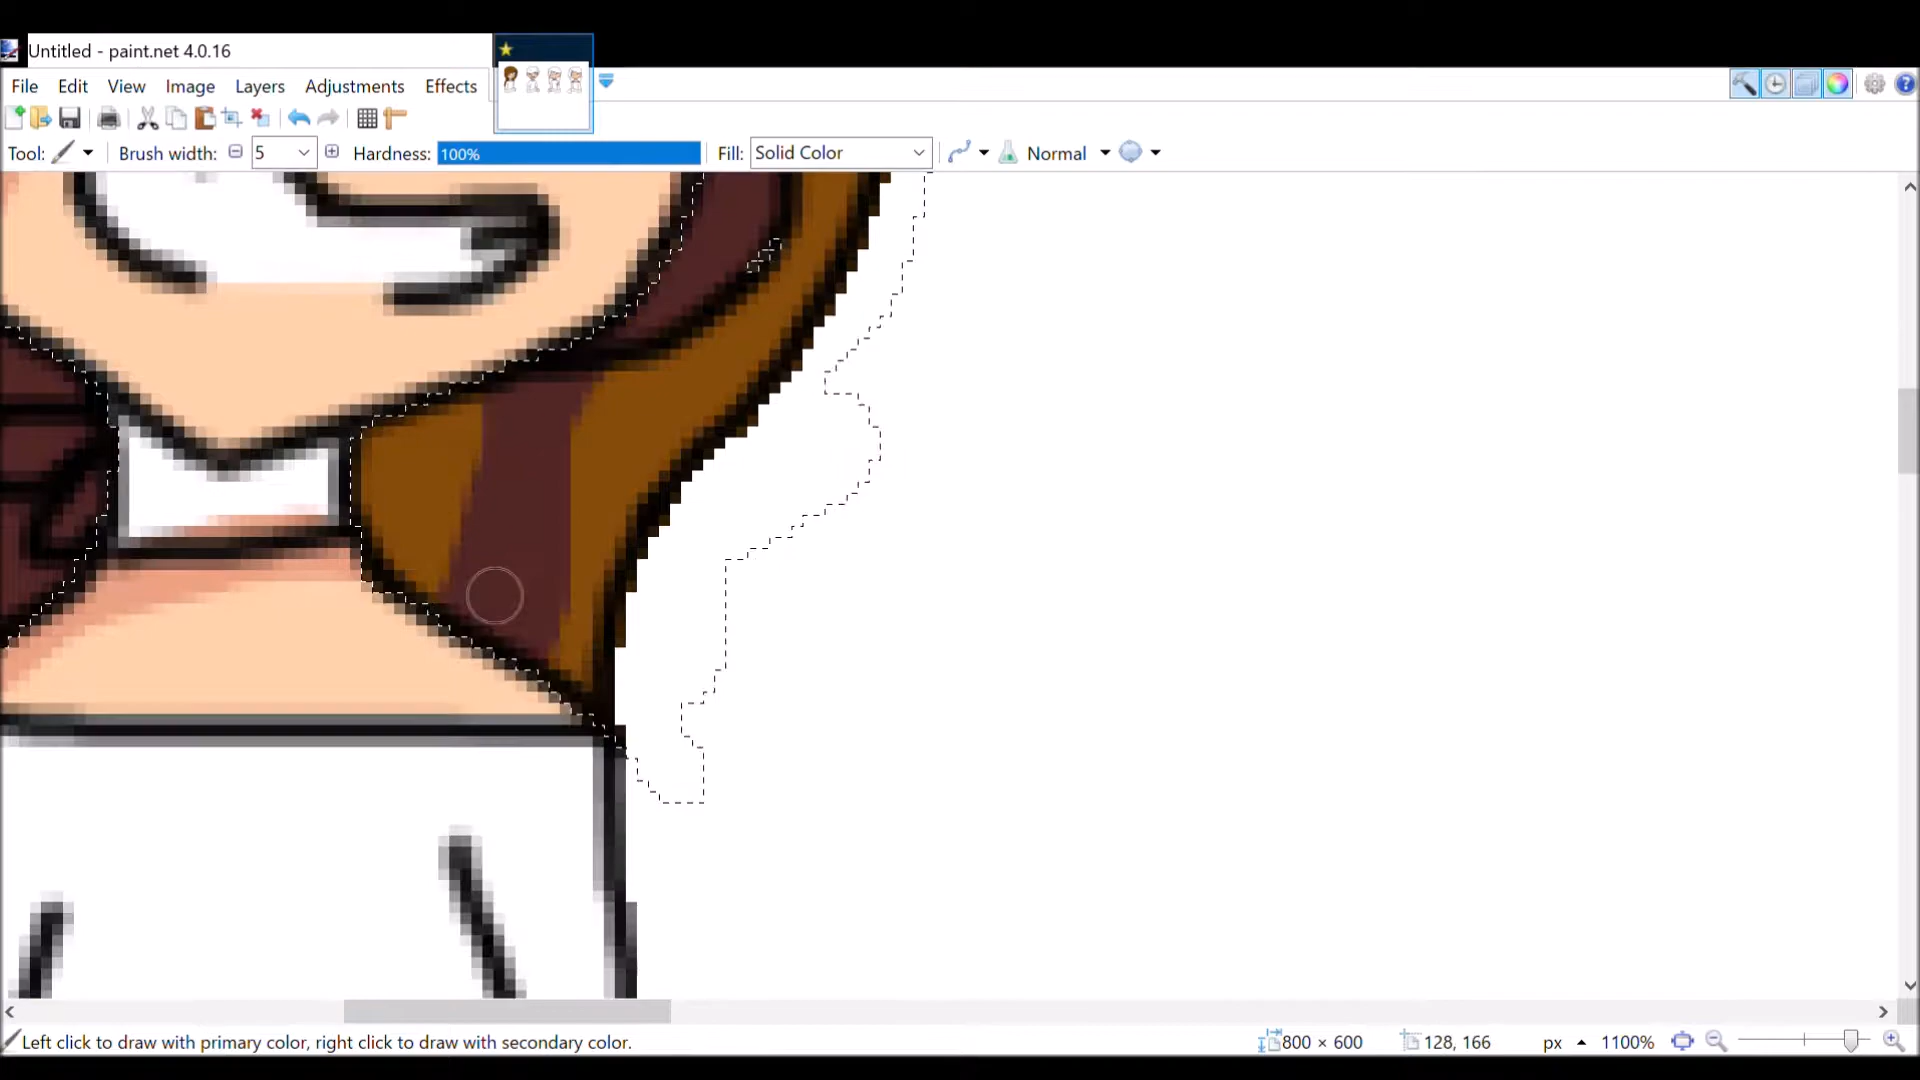 Untitled - paint.net 4.0.16
File Edit View Image Layers Adjustments Effects
Tool: Brush width: 5 Hardness: 100% Fill: Solid Color Normal
Left click to draw with primary color, right click to draw with secondary color. 800 × 600 128, 166 px 1100%